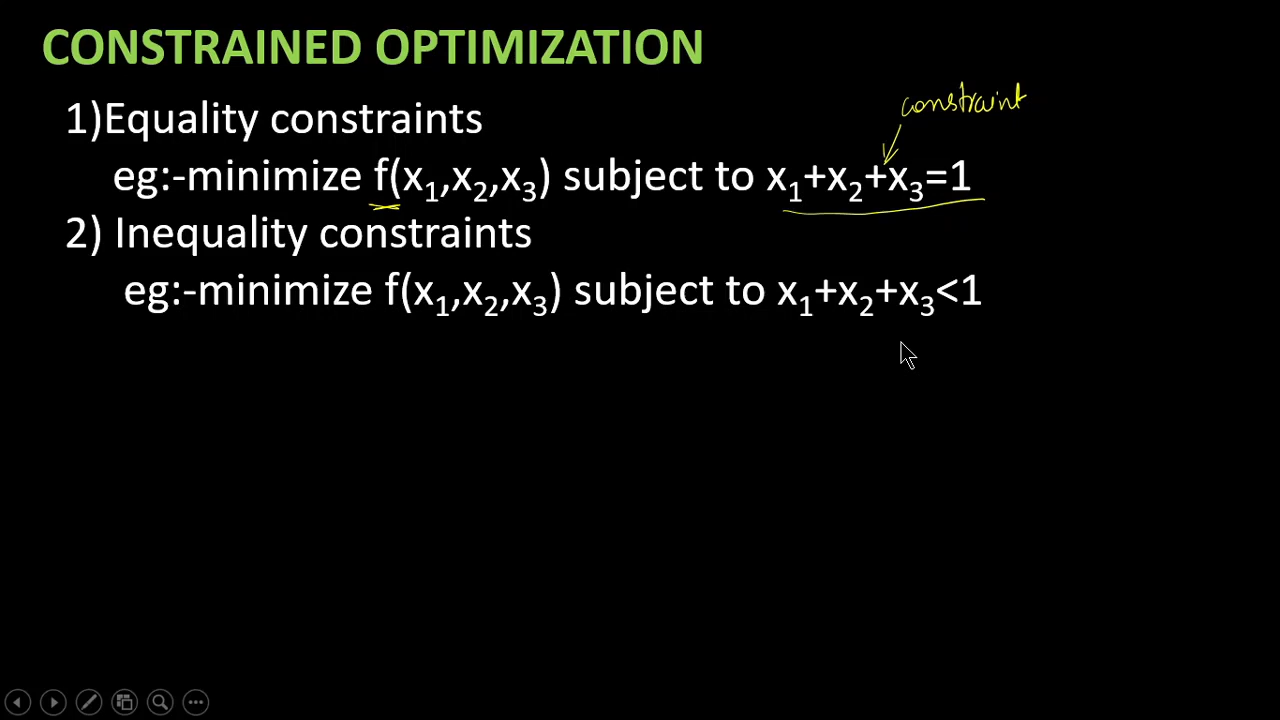 CONSTRAINED OPTIMIZATION
constraint
1)Equality constraints
eg:-minimize f(x₁,x₂,x₃) subject to x₁+x₂+x₃=1
2) Inequality constraints
eg:-minimize f(x₁,x₂,x₃) subject to x₁+x₂+x₃<1